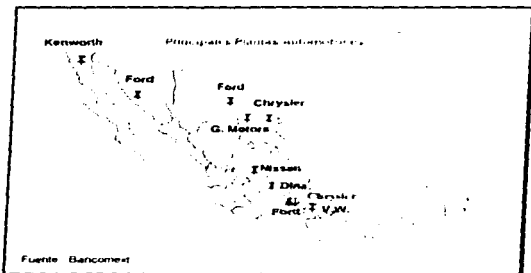 Kenworth
Principales Plantas automotrices
Ford
Ford
Chrysler
G. Motors
Nissan
Dina
Chrysler
Ford
V.W.
Fuente Bancomext